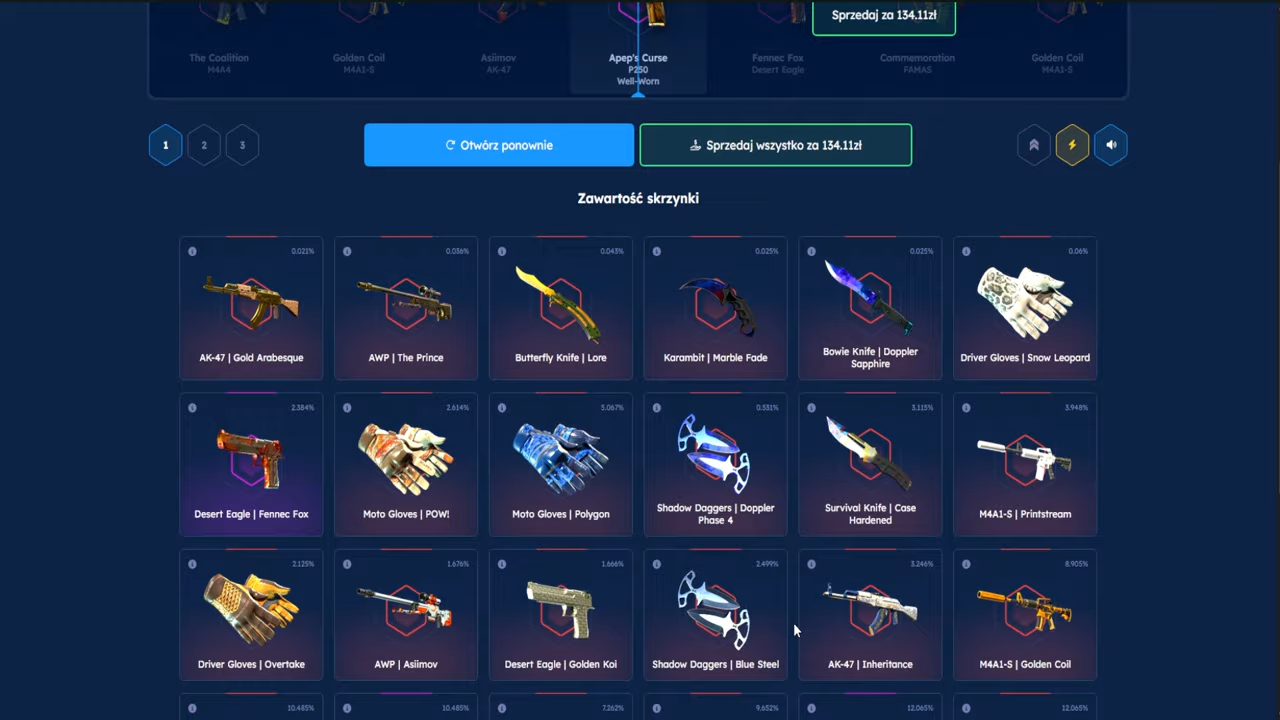 Sprzedaj za 134.11zł
The Coalition
M4A4
Golden Coil
M4A1-S
Asiimov
AK-47
Apep's Curse
P250
Well-Worn
Fennec Fox
Desert Eagle
Commemoration
FAMAS
Golden Coil
M4A1-S
1
2
3
Otwórz ponownie
Sprzedaj wszystko za 134.11zł
Zawartość skrzynki
0.021%
AK-47 | Gold Arabesque
0.036%
AWP | The Prince
0.043%
Butterfly Knife | Lore
0.025%
Karambit | Marble Fade
0.025%
Bowie Knife | Doppler
Sapphire
0.06%
Driver Gloves | Snow Leopard
2.384%
Desert Eagle | Fennec Fox
2.614%
Moto Gloves | POW!
5.067%
Moto Gloves | Polygon
0.531%
Shadow Daggers | Doppler
Phase 4
3.115%
Survival Knife | Case
Hardened
3.948%
M4A1-S | Printstream
2.125%
Driver Gloves | Overtake
1.676%
AWP | Asiimov
1.666%
Desert Eagle | Golden Koi
2.499%
Shadow Daggers | Blue Steel
3.246%
AK-47 | Inheritance
8.905%
M4A1-S | Golden Coil
10.485%
10.485%
7.262%
9.652%
12.065%
12.065%